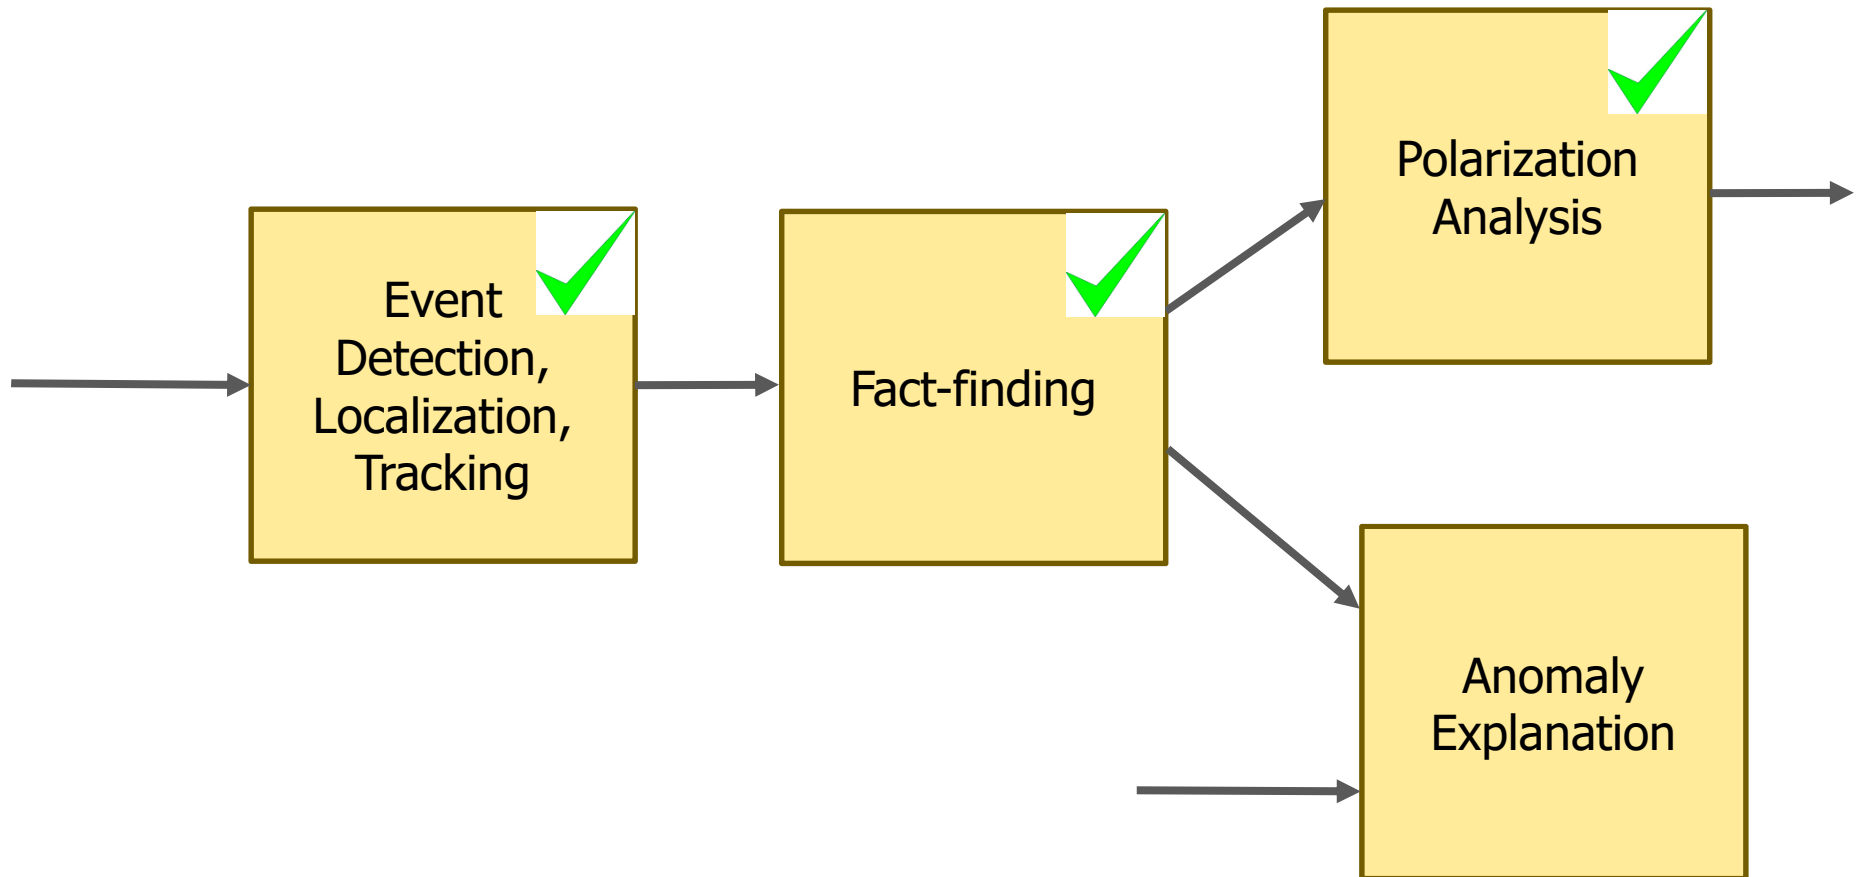 Event
Detection,
Localization,
Tracking
Fact-finding
Polarization
Analysis
Anomaly
Explanation